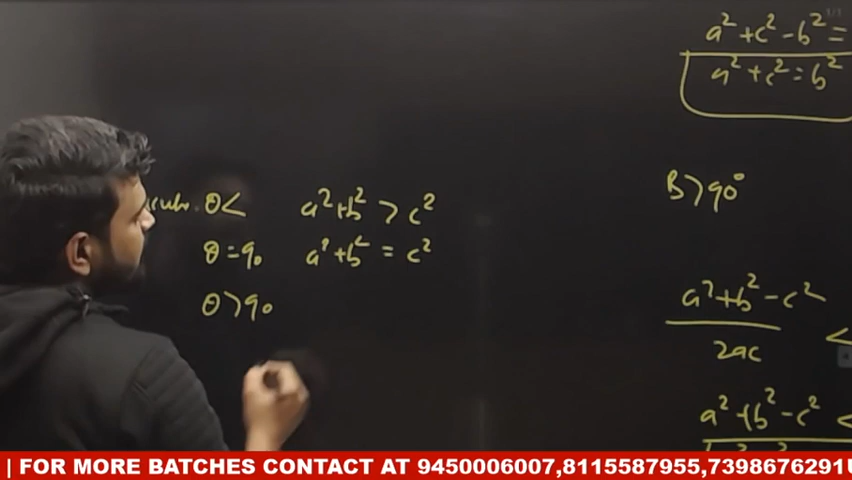 a² + c² - b² =
a² + c² = b²
θ < a² + b² > c²
B > 90°
θ = 90 a² + b² = c²
θ > 90
a² + b² - c²
2ac <
a² + b² - c² <
| FOR MORE BATCHES CONTACT AT 9450006007,8115587955,7398676291U